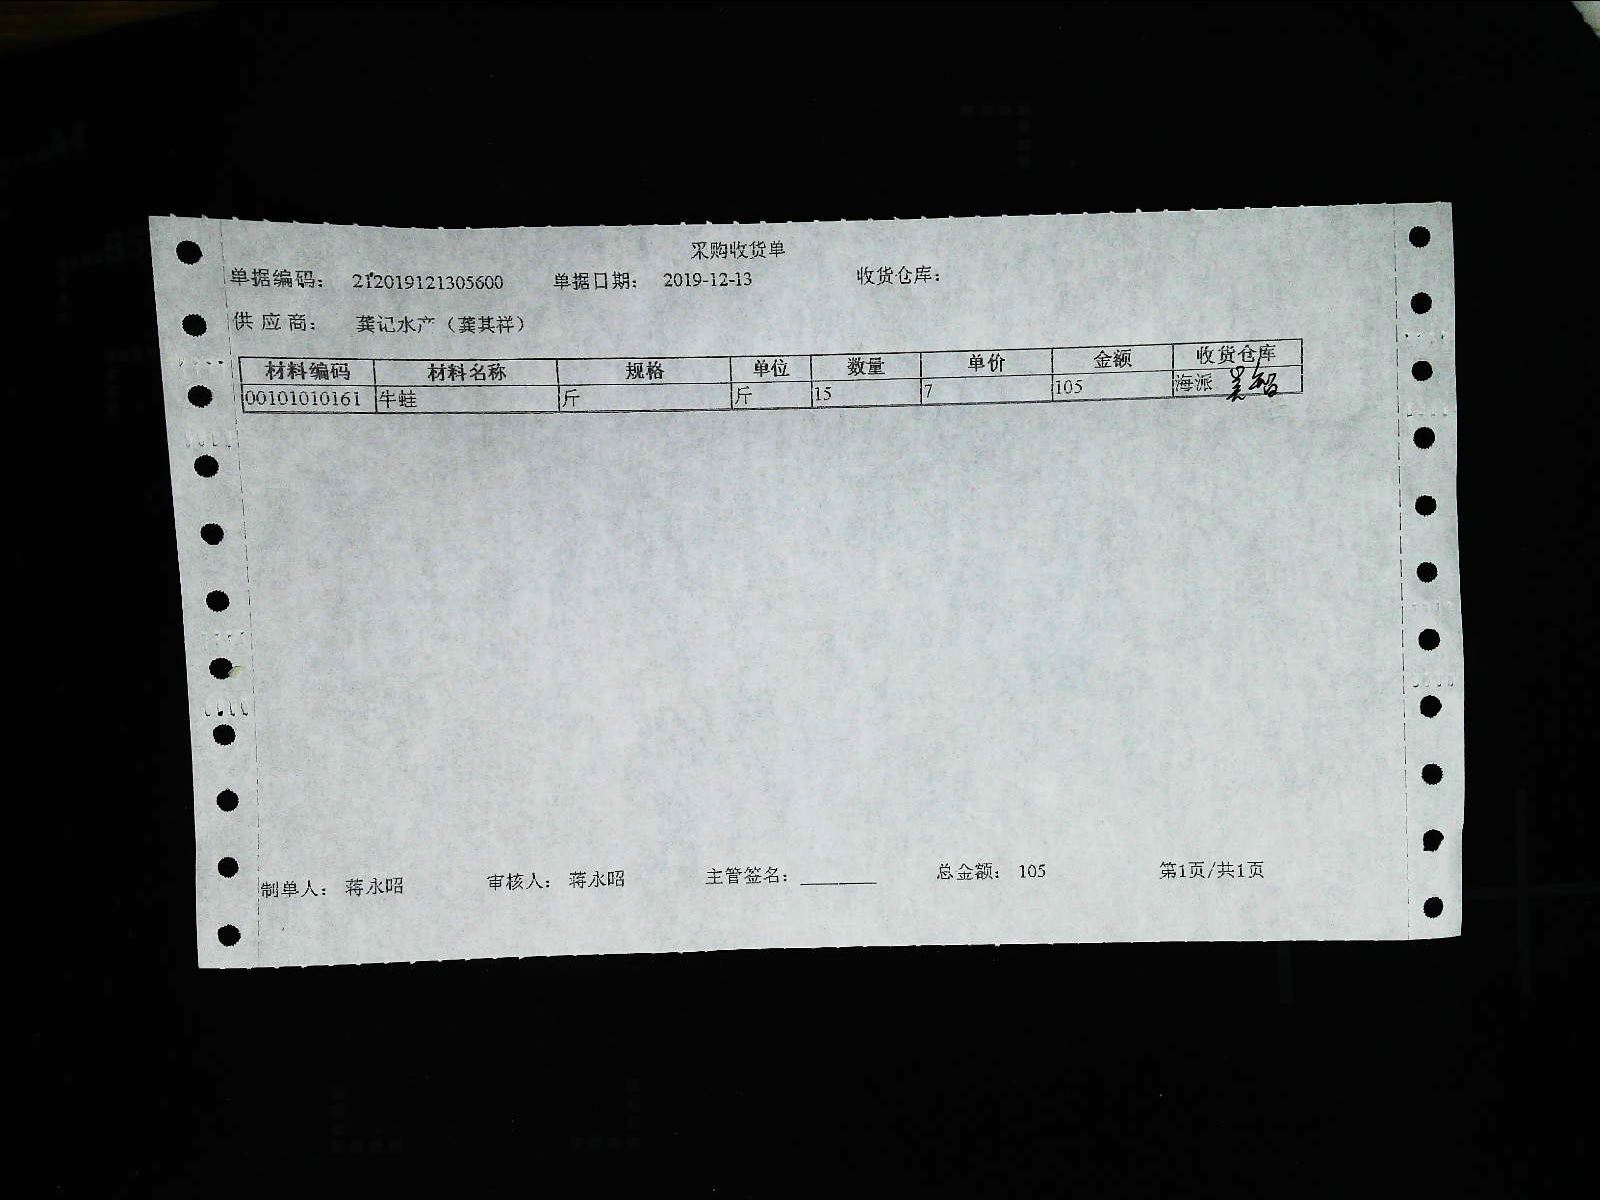 采购收货单
单据编码: 212019121305600 单据日期: 2019-12-13 收货仓库:
供应商: 龚记水产（龚其祥）
材料编码 材料名称 规格 单位 数量 单价 金额 收货仓库
00101010161 牛蛙 斤 斤 15 7 105 海派
制单人: 蒋永昭 审核人: 蒋永昭 主管签名: 总金额: 105 第1页/共1页